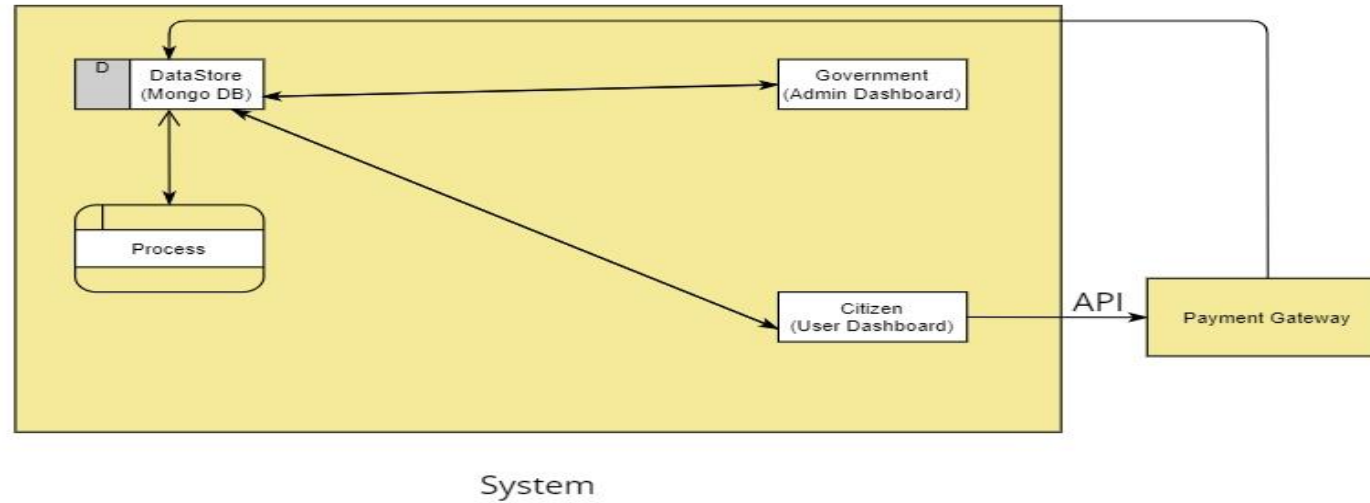 D
DataStore
(Mongo DB)
Government
(Admin Dashboard)
Process
Citizen
(User Dashboard)
API
Payment Gateway
System